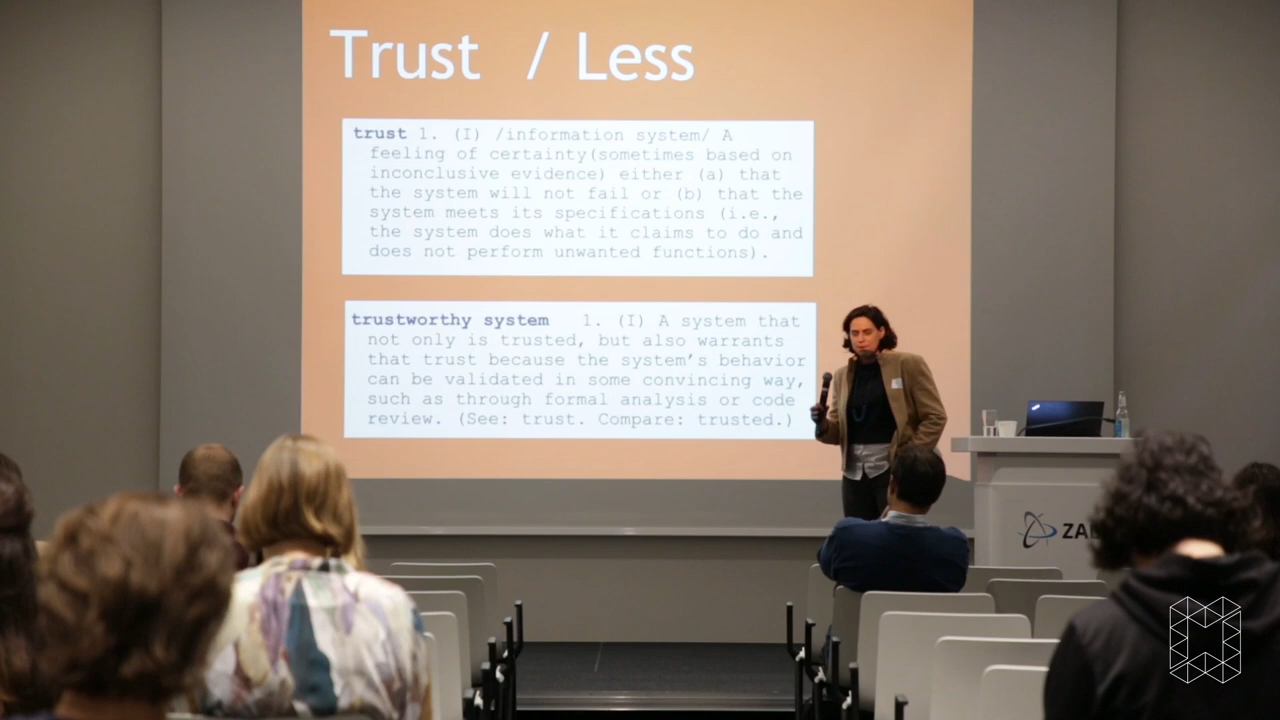 Trust / Less
trust 1. (I) /information system/ A
feeling of certainty(sometimes based on
inconclusive evidence) either (a) that
the system will not fail or (b) that the
system meets its specifications (i.e.,
the system does what it claims to do and
does not perform unwanted functions).
trustworthy system 1. (I) A system that
not only is trusted, but also warrants
that trust because the system's behavior
can be validated in some convincing way,
such as through formal analysis or code
review. (See: trust. Compare: trusted.)
ZA